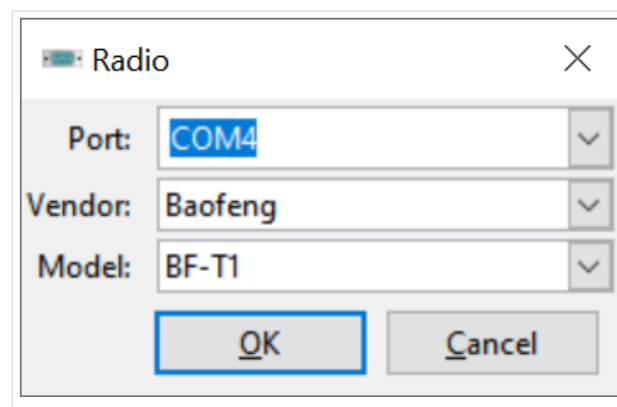 Radio
Port: COM4
Vendor: Baofeng
Model: BF-T1
OK Cancel